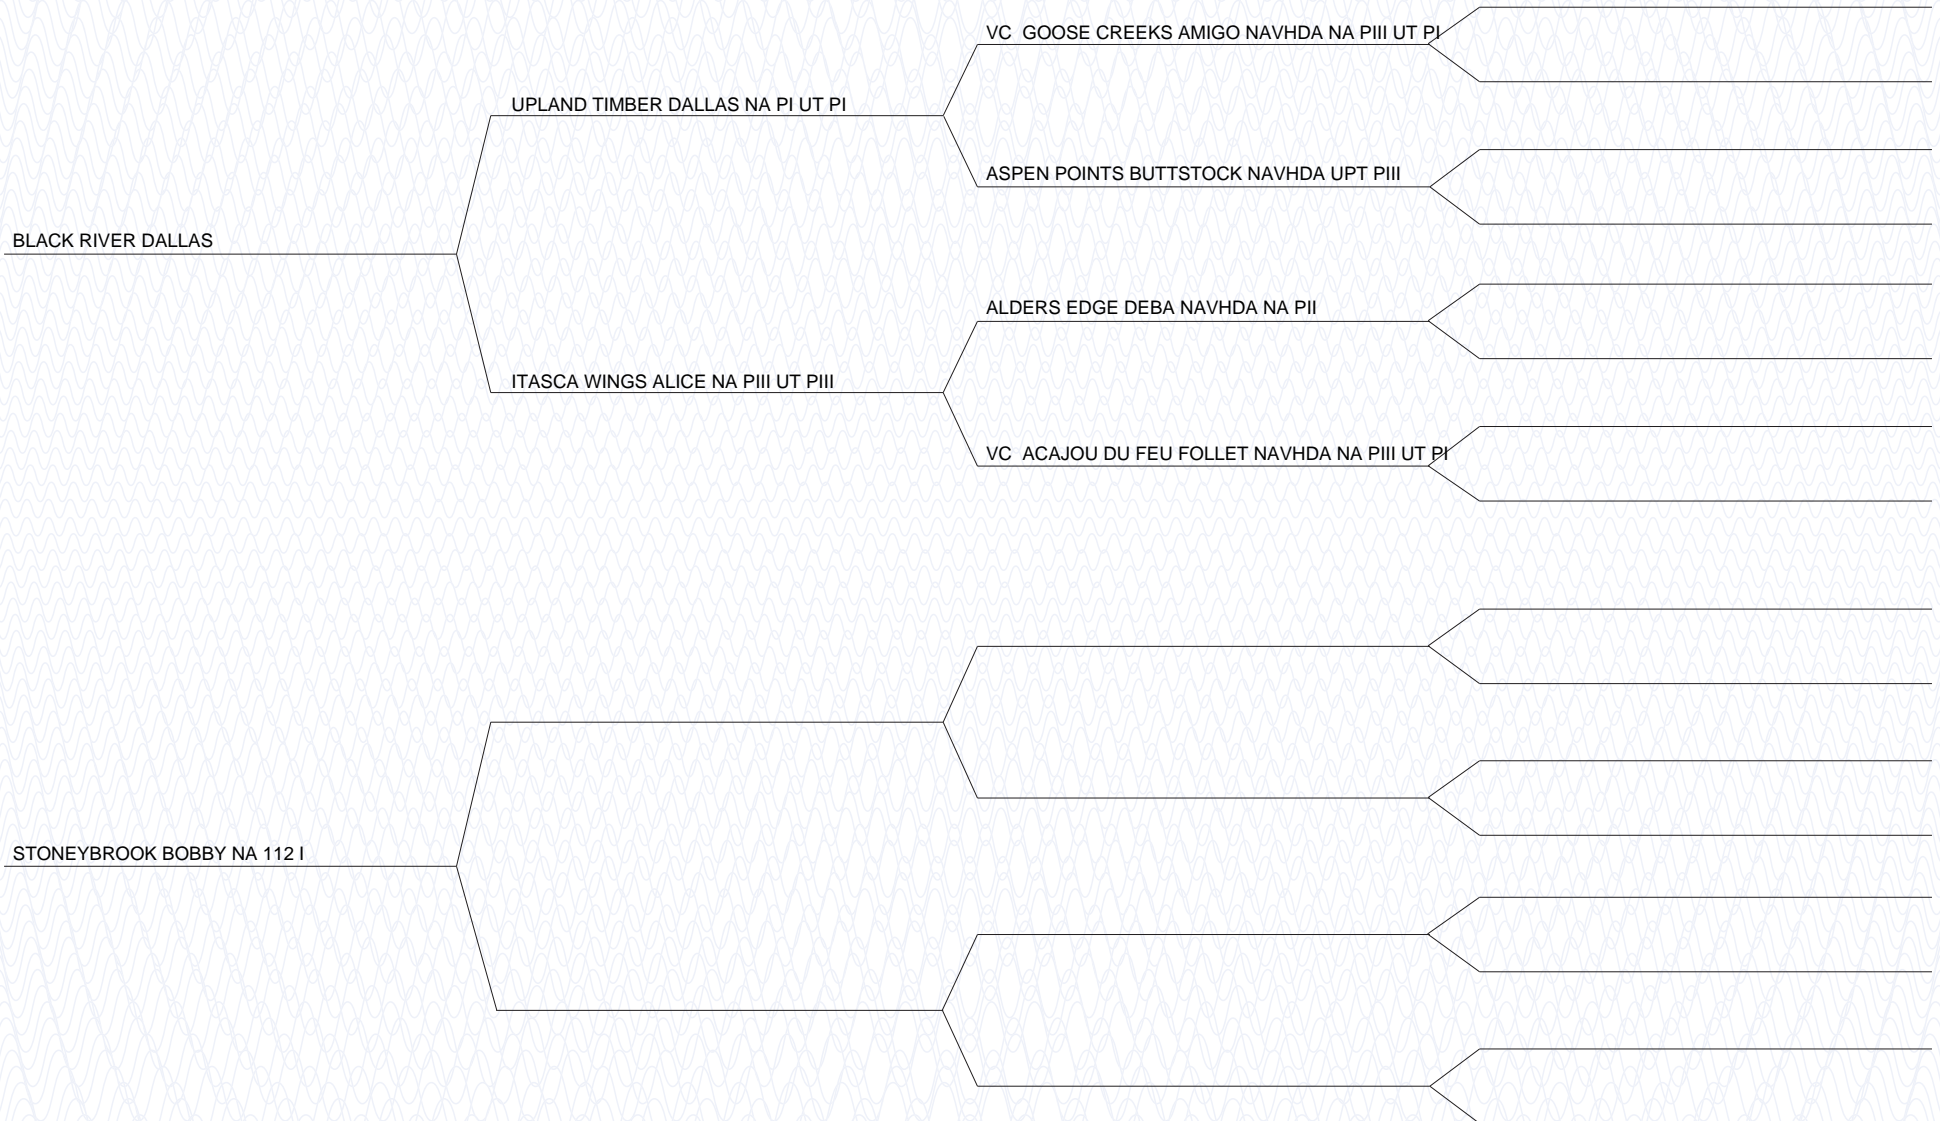 VC  GOOSE CREEKS AMIGO NAVHDA NA PIII UT PI
UPLAND TIMBER DALLAS NA PI UT PI
ASPEN POINTS BUTTSTOCK NAVHDA UPT PIII
BLACK RIVER DALLAS
ALDERS EDGE DEBA NAVHDA NA PII
ITASCA WINGS ALICE NA PIII UT PIII
VC  ACAJOU DU FEU FOLLET NAVHDA NA PIII UT PI
STONEYBROOK BOBBY NA 112 I